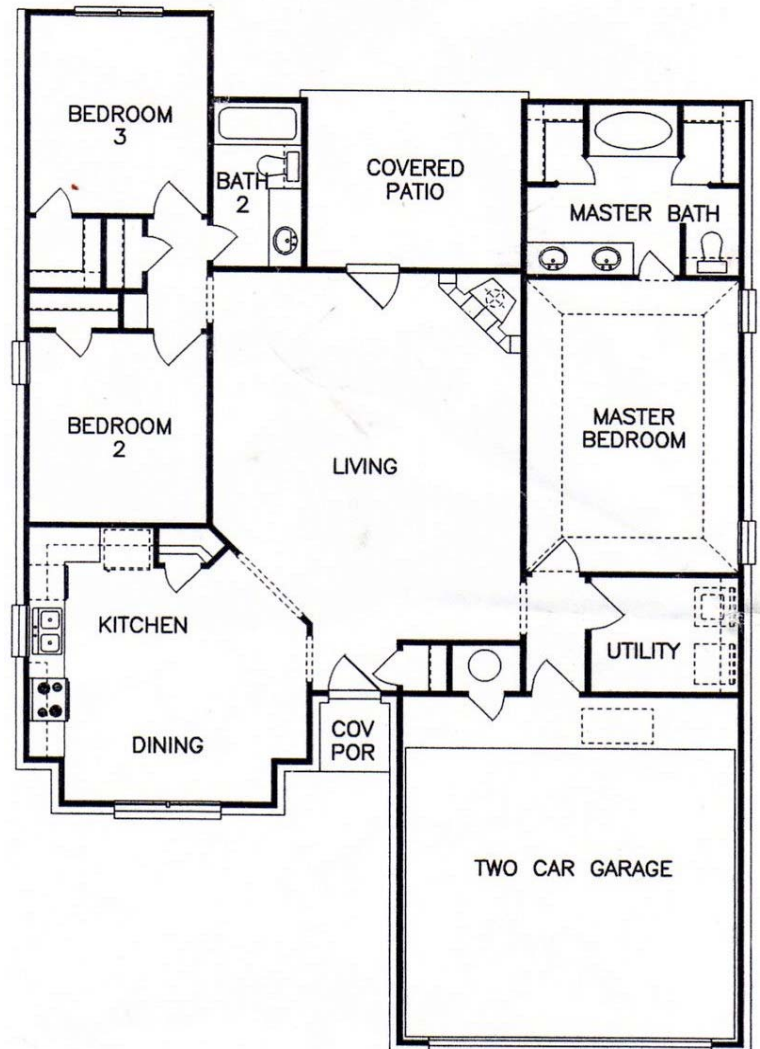 BEDROOM
3
BATH
2
COVERED
PATIO
MASTER BATH
BEDROOM
2
LIVING
MASTER
BEDROOM
KITCHEN
UTILITY
DINING
COV
POR
TWO CAR GARAGE